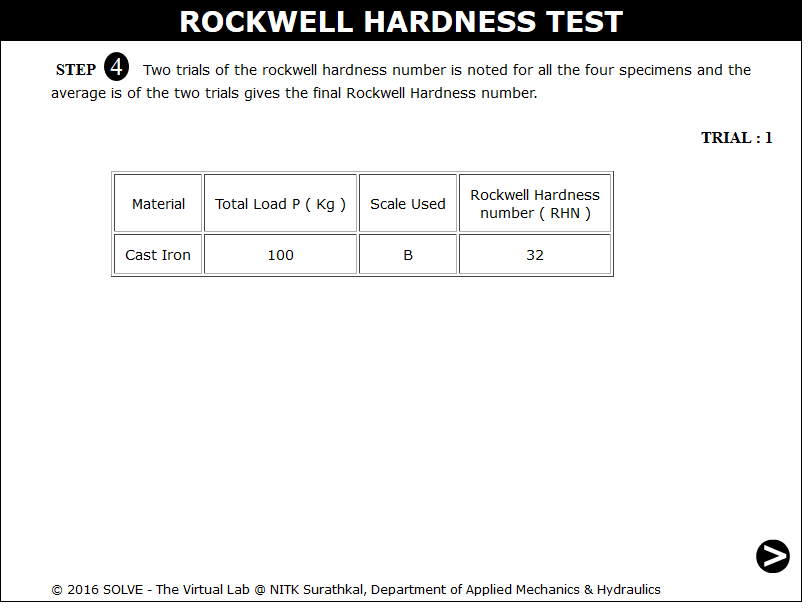 ROCKWELL HARDNESS TEST
STEP 4 Two trials of the rockwell hardness number is noted for all the four specimens and the
average is of the two trials gives the final Rockwell Hardness number.
TRIAL : 1
Material Total Load P ( Kg ) Scale Used Rockwell Hardness number ( RHN )
Cast Iron 100 B 32
>
© 2016 SOLVE - The Virtual Lab @ NITK Surathkal, Department of Applied Mechanics & Hydraulics